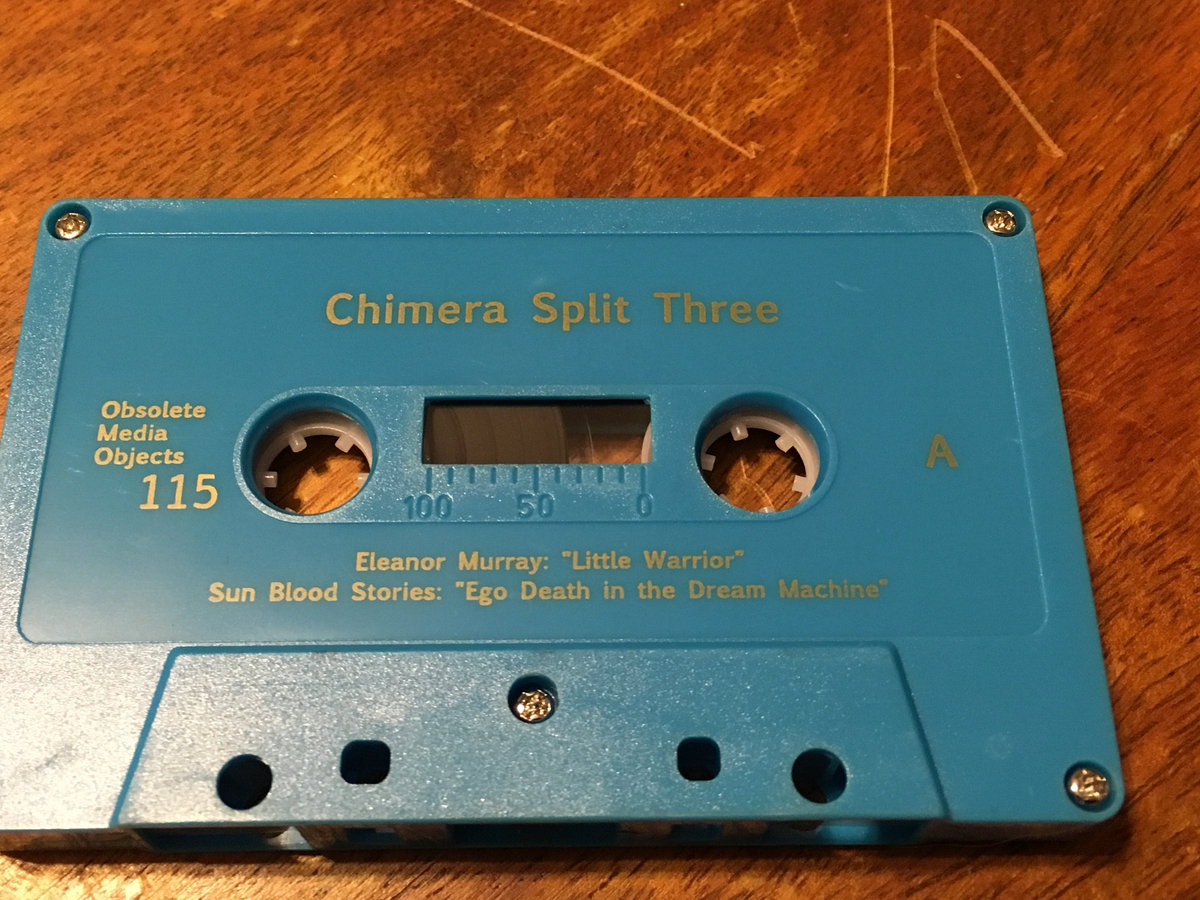 Chimera Split Three
Obsolete
Media
Objects
115
A
100 50 0
Eleanor Murray: "Little Warrior"
Sun Blood Stories: "Ego Death in the Dream Machine"